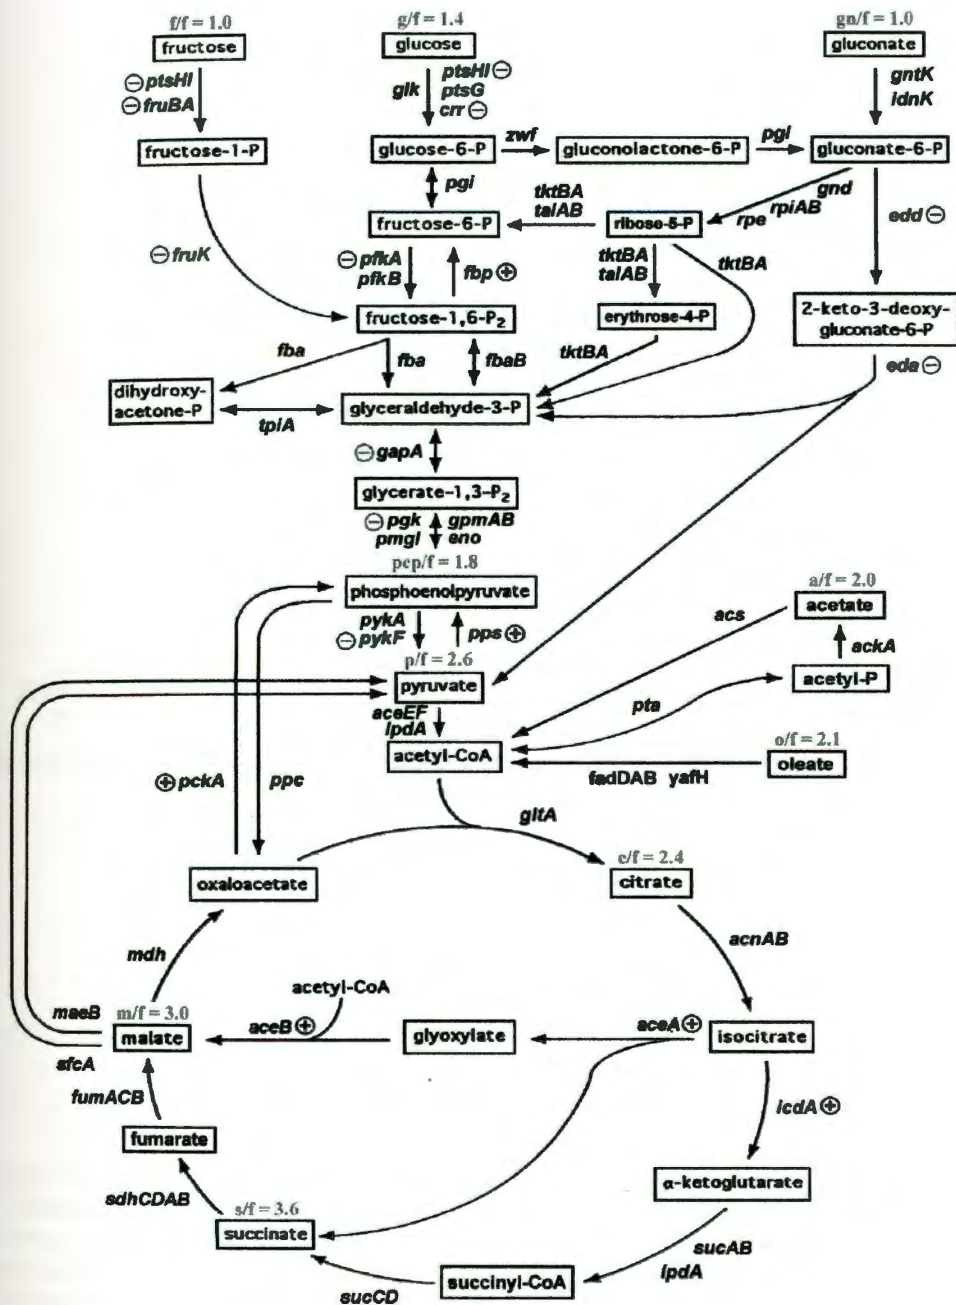 f/f = 1.0
g/f = 1.4
gn/f = 1.0
fructose
glucose
gluconate
⊖ ptsHI
⊖ fruBA
glk
ptsHI ⊖
ptsG
crr ⊖
gntK
idnK
fructose-1-P
glucose-6-P
zwf
gluconolactone-6-P
pgl
gluconate-6-P
pgi
tktBA
talAB
gnd
rpiAB
rpe
edd ⊖
fructose-6-P
ribose-5-P
⊖ fruK
⊖ pfkA
pfkB
fbp ⊕
tktBA
talAB
tktBA
fructose-1,6-P₂
erythrose-4-P
2-keto-3-deoxy-
gluconate-6-P
fba
fba
fbaB
tktBA
eda ⊖
dihydroxy-
acetone-P
tpiA
glyceraldehyde-3-P
⊖ gapA
glycerate-1,3-P₂
⊖ pgk
gpmAB
pmgI
eno
pep/f = 1.8
phosphoenolpyruvate
a/f = 2.0
acetate
acs
pykA
⊖ pykF
pps ⊕
ackA
p/f = 2.6
pyruvate
acetyl-P
aceEF
lpdA
pta
acetyl-CoA
o/f = 2.1
oleate
fadDAB yafH
⊕ pckA
ppc
gltA
oxaloacetate
c/f = 2.4
citrate
mdh
acnAB
acetyl-CoA
maeB
m/f = 3.0
malate
aceB ⊕
glyoxylate
aceA ⊕
isocitrate
sfcA
fumACB
icdA ⊕
fumarate
α-ketoglutarate
sdhCDAB
s/f = 3.6
succinate
sucAB
lpdA
succinyl-CoA
sucCD